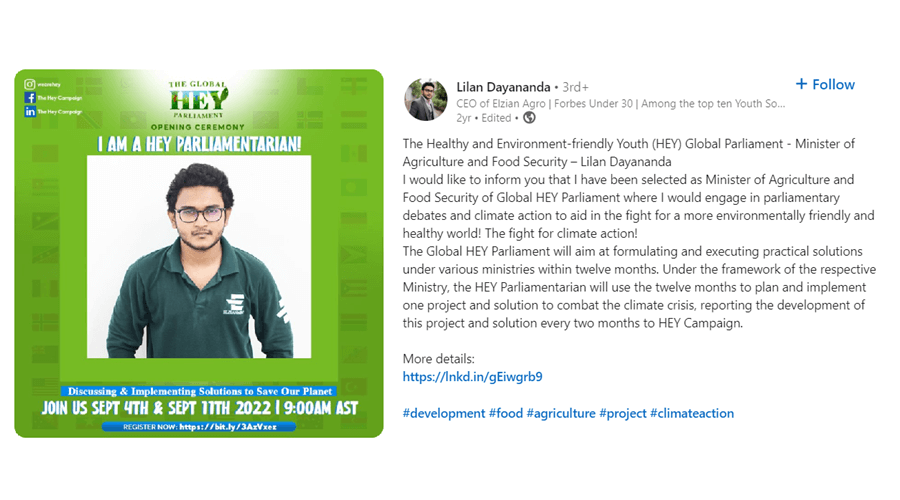 weinxhey
The Hey Campaign
The Hey Campaign
THE GLOBAL
HEY
PARLIAMENT
OPENING CEREMONY
I AM A HEY PARLIAMENTARIAN!
Discussing & Implementing Solutions to Save Our Planet
JOIN US SEPT 4TH & SEPT 11TH 2022 | 9:00AM AST
REGISTER NOW: https://bit.ly/3AzVxez
Lilan Dayananda • 3rd+
+ Follow
CEO of Elzian Agro | Forbes Under 30 | Among the top ten Youth So...
2yr • Edited •
The Healthy and Environment-friendly Youth (HEY) Global Parliament - Minister of
Agriculture and Food Security – Lilan Dayananda
I would like to inform you that I have been selected as Minister of Agriculture and
Food Security of Global HEY Parliament where I would engage in parliamentary
debates and climate action to aid in the fight for a more environmentally friendly and
healthy world! The fight for climate action!
The Global HEY Parliament will aim at formulating and executing practical solutions
under various ministries within twelve months. Under the framework of the respective
Ministry, the HEY Parliamentarian will use the twelve months to plan and implement
one project and solution to combat the climate crisis, reporting the development of
this project and solution every two months to HEY Campaign.
More details:
https://lnkd.in/gEiwgrb9
#development #food #agriculture #project #climateaction